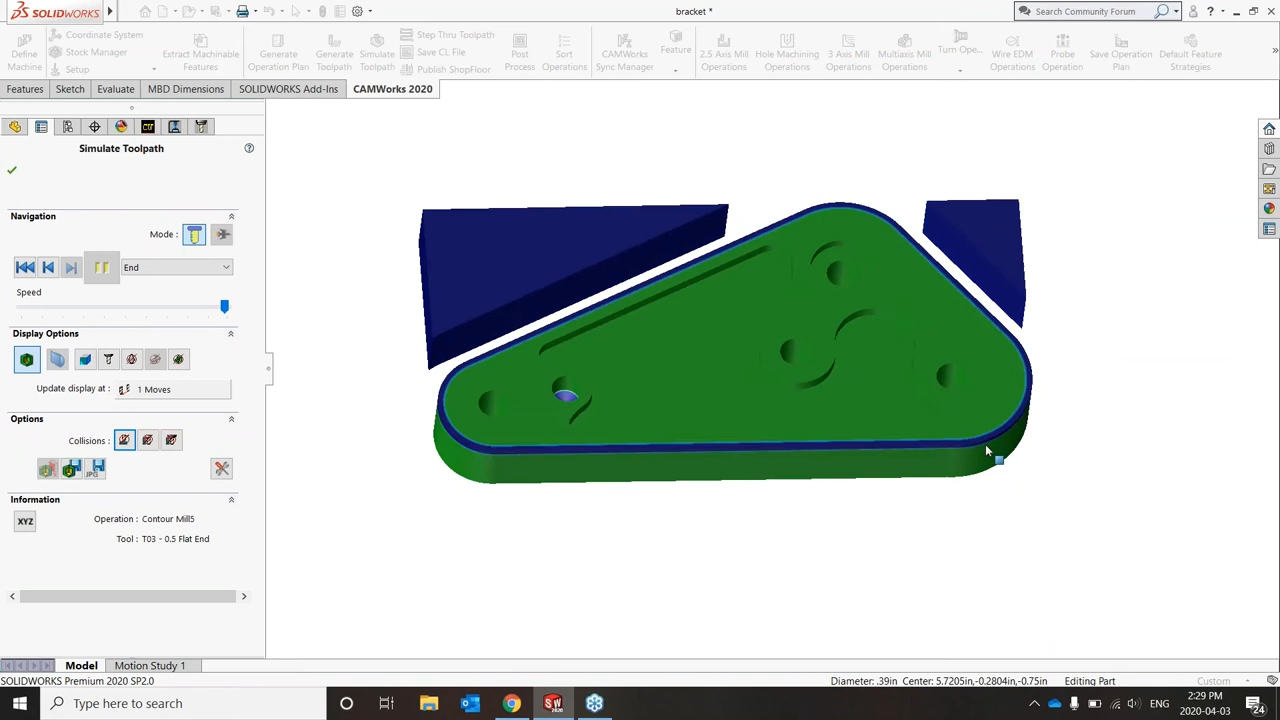 SOLIDWORKS
bracket *
Search Community Forum
?
Define Machine
Coordinate System
Stock Manager
Setup
Extract Machinable Features
Generate Operation Plan
Generate Toolpath
Simulate Toolpath
Step Thru Toolpath
Save CL File
Publish ShopFloor
Post Process
Sort Operations
CAMWorks Sync Manager
Feature
2.5 Axis Mill Operations
Hole Machining Operations
3 Axis Mill Operations
Multiaxis Mill Operations
Turn Ope...
Wire EDM Operations
Probe Operation
Save Operation Plan
Default Feature Strategies
Features
Sketch
Evaluate
MBD Dimensions
SOLIDWORKS Add-Ins
CAMWorks 2020
Simulate Toolpath
Navigation
Mode:
End
Speed
Display Options
Update display at:
1 Moves
Options
Collisions:
JPG
Information
XYZ
Operation : Contour Mill5
Tool : T03 - 0.5 Flat End
Model
Motion Study 1
SOLIDWORKS Premium 2020 SP2.0
Diameter: .39in Center: 5.7205in,-0.2804in,-0.75in
Editing Part
Custom
Type here to search
SW 2020
ENG
2:29 PM
2020-04-03
24